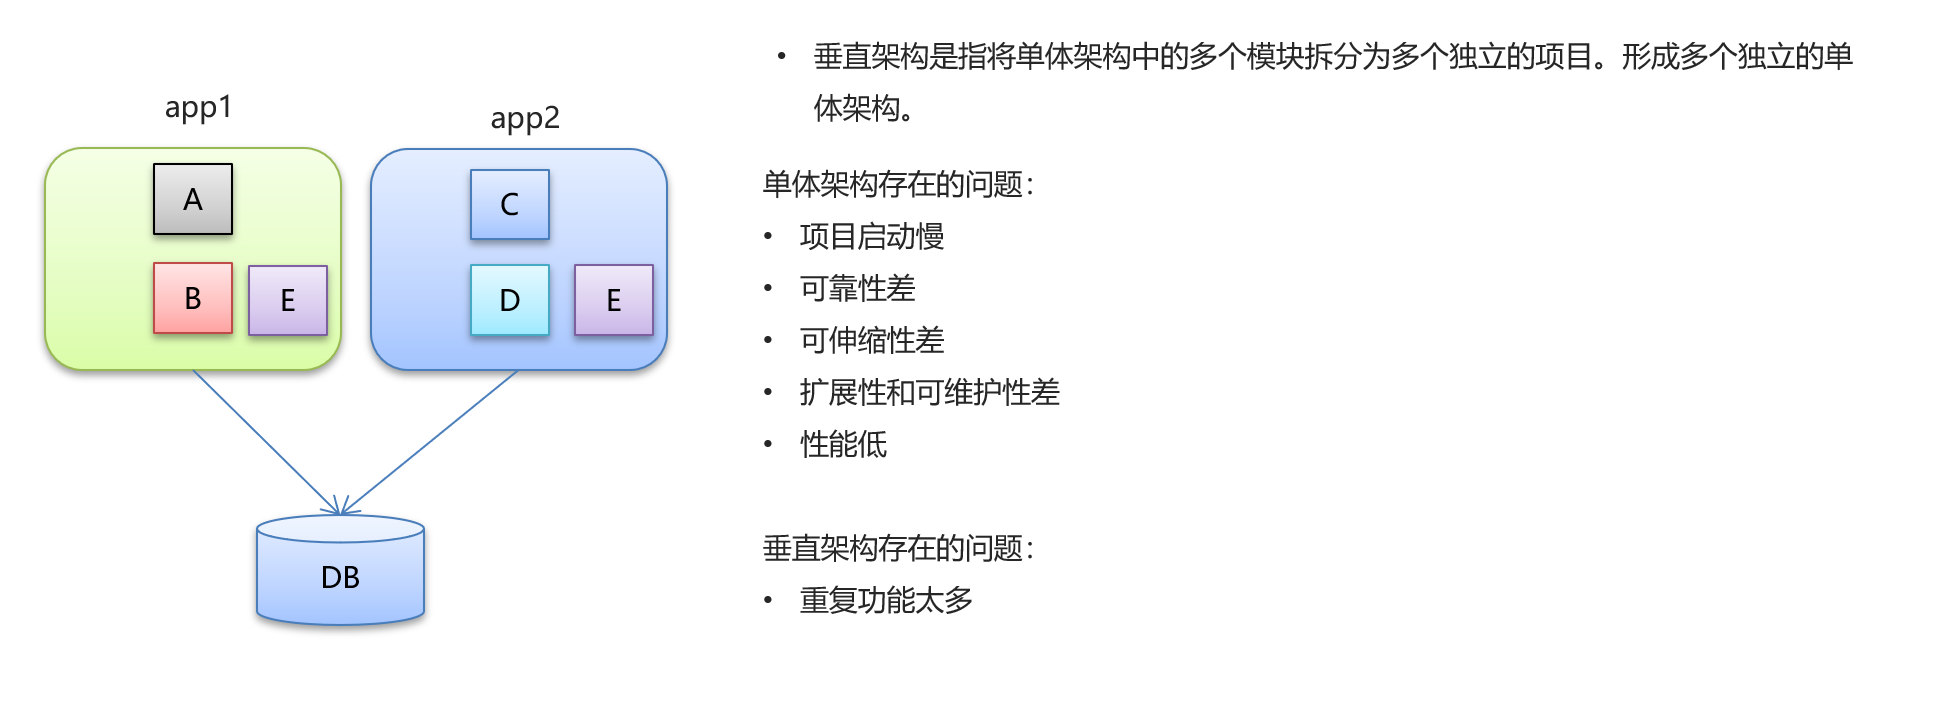 app1
app2
A
B
E
C
D
E
DB
• 垂直架构是指将单体架构中的多个模块拆分为多个独立的项目。形成多个独立的单
体架构。
单体架构存在的问题：
• 项目启动慢
• 可靠性差
• 可伸缩性差
• 扩展性和可维护性差
• 性能低
垂直架构存在的问题：
• 重复功能太多